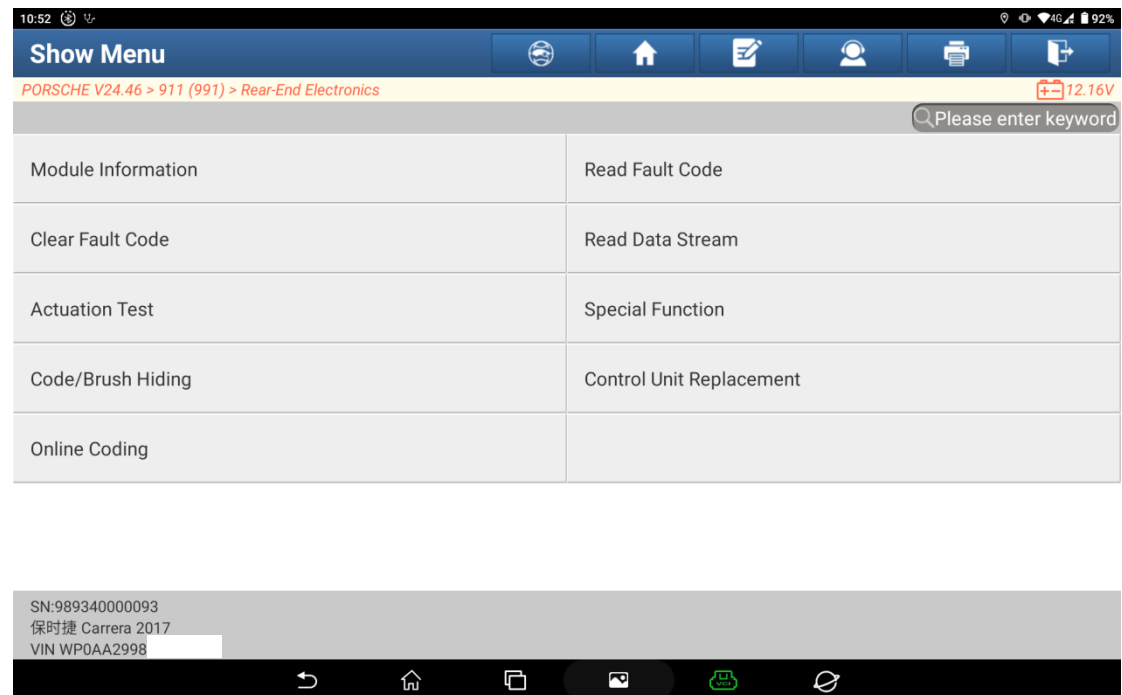 10:52 4G 92%
Show Menu
PORSCHE V24.46 > 911 (991) > Rear-End Electronics 12.16V
Please enter keyword
Module Information Read Fault Code
Clear Fault Code Read Data Stream
Actuation Test Special Function
Code/Brush Hiding Control Unit Replacement
Online Coding
SN:989340000093
保时捷 Carrera 2017
VIN WP0AA2998
VCI